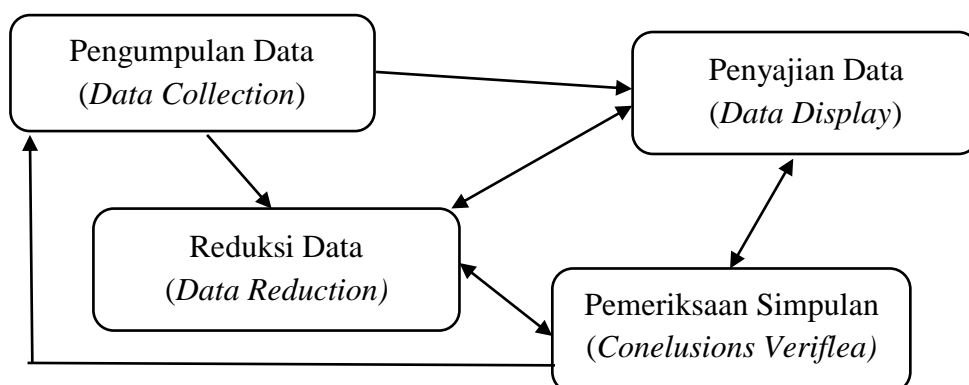 Pengumpulan Data
(Data Collection)
Penyajian Data
(Data Display)
Reduksi Data
(Data Reduction)
Pemeriksaan Simpulan
(Conelusions Veriflea)